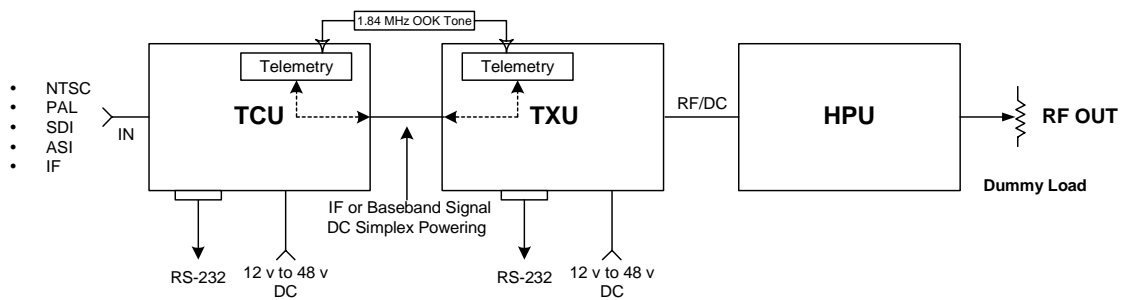 1.84 MHz OOK Tone
Telemetry
Telemetry
• NTSC
• PAL
• SDI
• ASI
• IF
IN
TCU
TXU
RF/DC
HPU
RF OUT
Dummy Load
IF or Baseband Signal
DC Simplex Powering
RS-232
12 v to 48 v
DC
RS-232
12 v to 48 v
DC